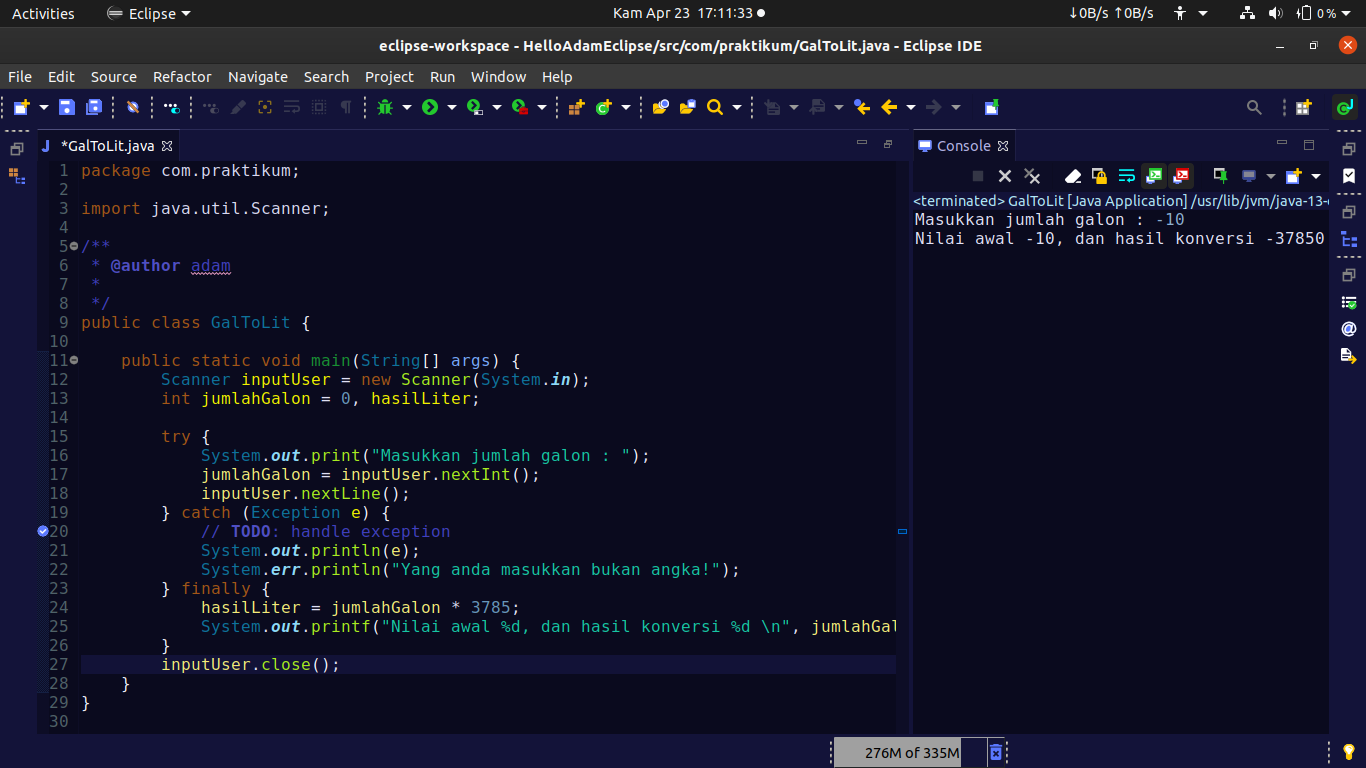 Activities Eclipse Kam Apr 23 17:11:33 ↓0B/s ↑0B/s 0 %
eclipse-workspace - HelloAdamEclipse/src/com/praktikum/GalToLit.java - Eclipse IDE
File Edit Source Refactor Navigate Search Project Run Window Help
*GalToLit.java
1 package com.praktikum;
2
3 import java.util.Scanner;
4
5 /**
6  * @author adam
7  *
8  */
9 public class GalToLit {
10
11     public static void main(String[] args) {
12         Scanner inputUser = new Scanner(System.in);
13         int jumlahGalon = 0, hasilLiter;
14
15         try {
16             System.out.print("Masukkan jumlah galon : ");
17             jumlahGalon = inputUser.nextInt();
18             inputUser.nextLine();
19         } catch (Exception e) {
20             // TODO: handle exception
21             System.out.println(e);
22             System.err.println("Yang anda masukkan bukan angka!");
23         } finally {
24             hasilLiter = jumlahGalon * 3785;
25             System.out.printf("Nilai awal %d, dan hasil konversi %d \n", jumlahGal
26         }
27         inputUser.close();
28     }
29 }
30
Console
<terminated> GalToLit [Java Application] /usr/lib/jvm/java-13-
Masukkan jumlah galon : -10
Nilai awal -10, dan hasil konversi -37850
276M of 335M